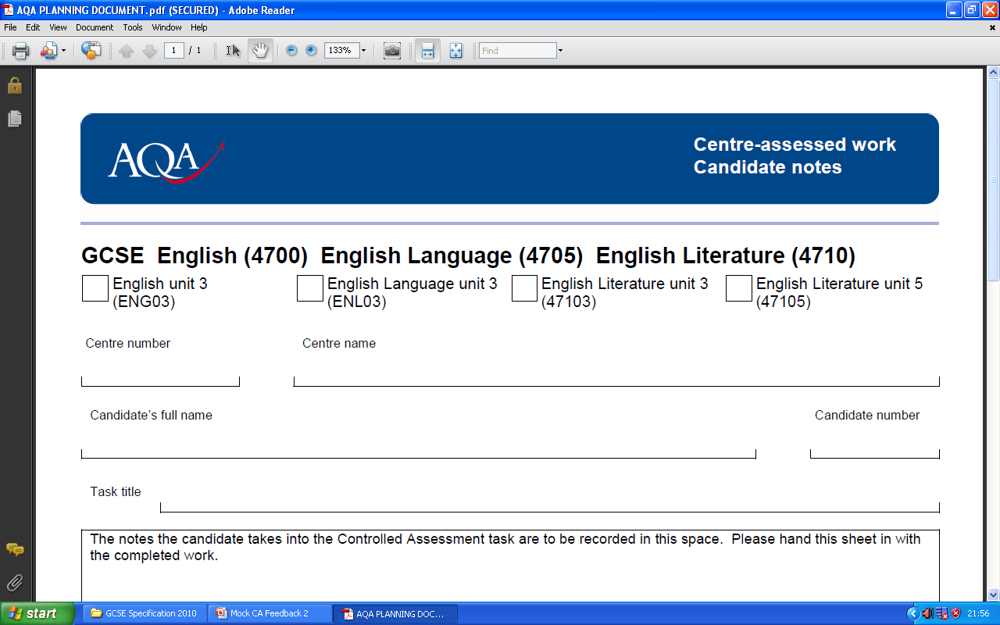 AQA PLANNING DOCUMENT.pdf (SECURED) - Adobe Reader
File Edit View Document Tools Window Help
1 / 1 133% Find
AQA
Centre-assessed work
Candidate notes
GCSE English (4700) English Language (4705) English Literature (4710)
English unit 3 English Language unit 3 English Literature unit 3 English Literature unit 5
(ENG03) (ENL03) (47103) (47105)
Centre number Centre name
Candidate's full name Candidate number
Task title
The notes the candidate takes into the Controlled Assessment task are to be recorded in this space. Please hand this sheet in with
the completed work.
start GCSE Specification 2010 Mock CA Feedback 2 AQA PLANNING DOC... 21:56